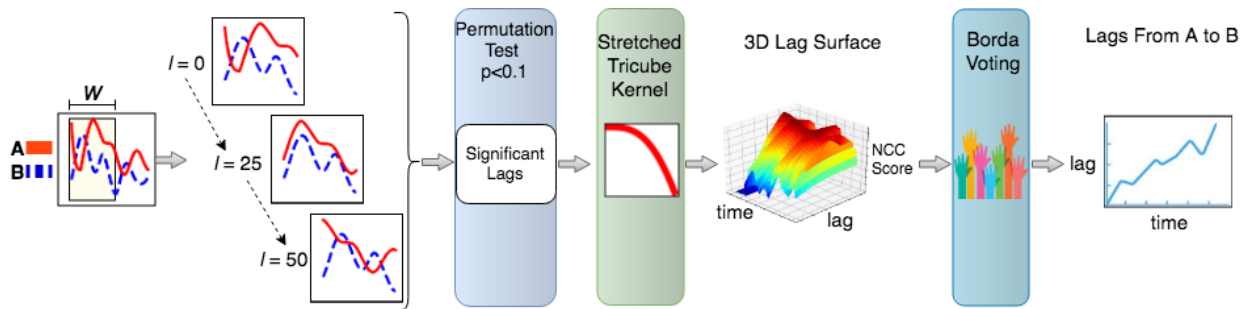 W
A
B
l = 0
l = 25
l = 50
Permutation
Test
p<0.1
Significant
Lags
Stretched
Tricube
Kernel
3D Lag Surface
NCC
Score
time
lag
Borda
Voting
Lags From A to B
lag
time